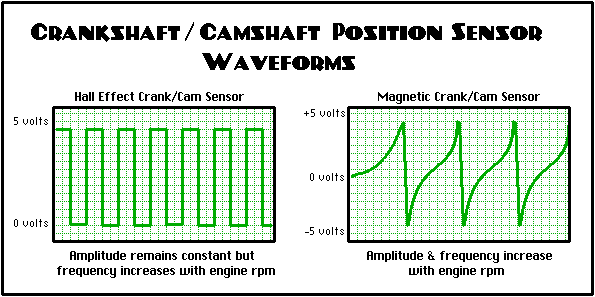 Crankshaft/Camshaft Position Sensor
Waveforms
Hall Effect Crank/Cam Sensor
5 volts
0 volts
Amplitude remains constant but
frequency increases with engine rpm
Magnetic Crank/Cam Sensor
+5 volts
0 volts
-5 volts
Amplitude & frequency increase
with engine rpm